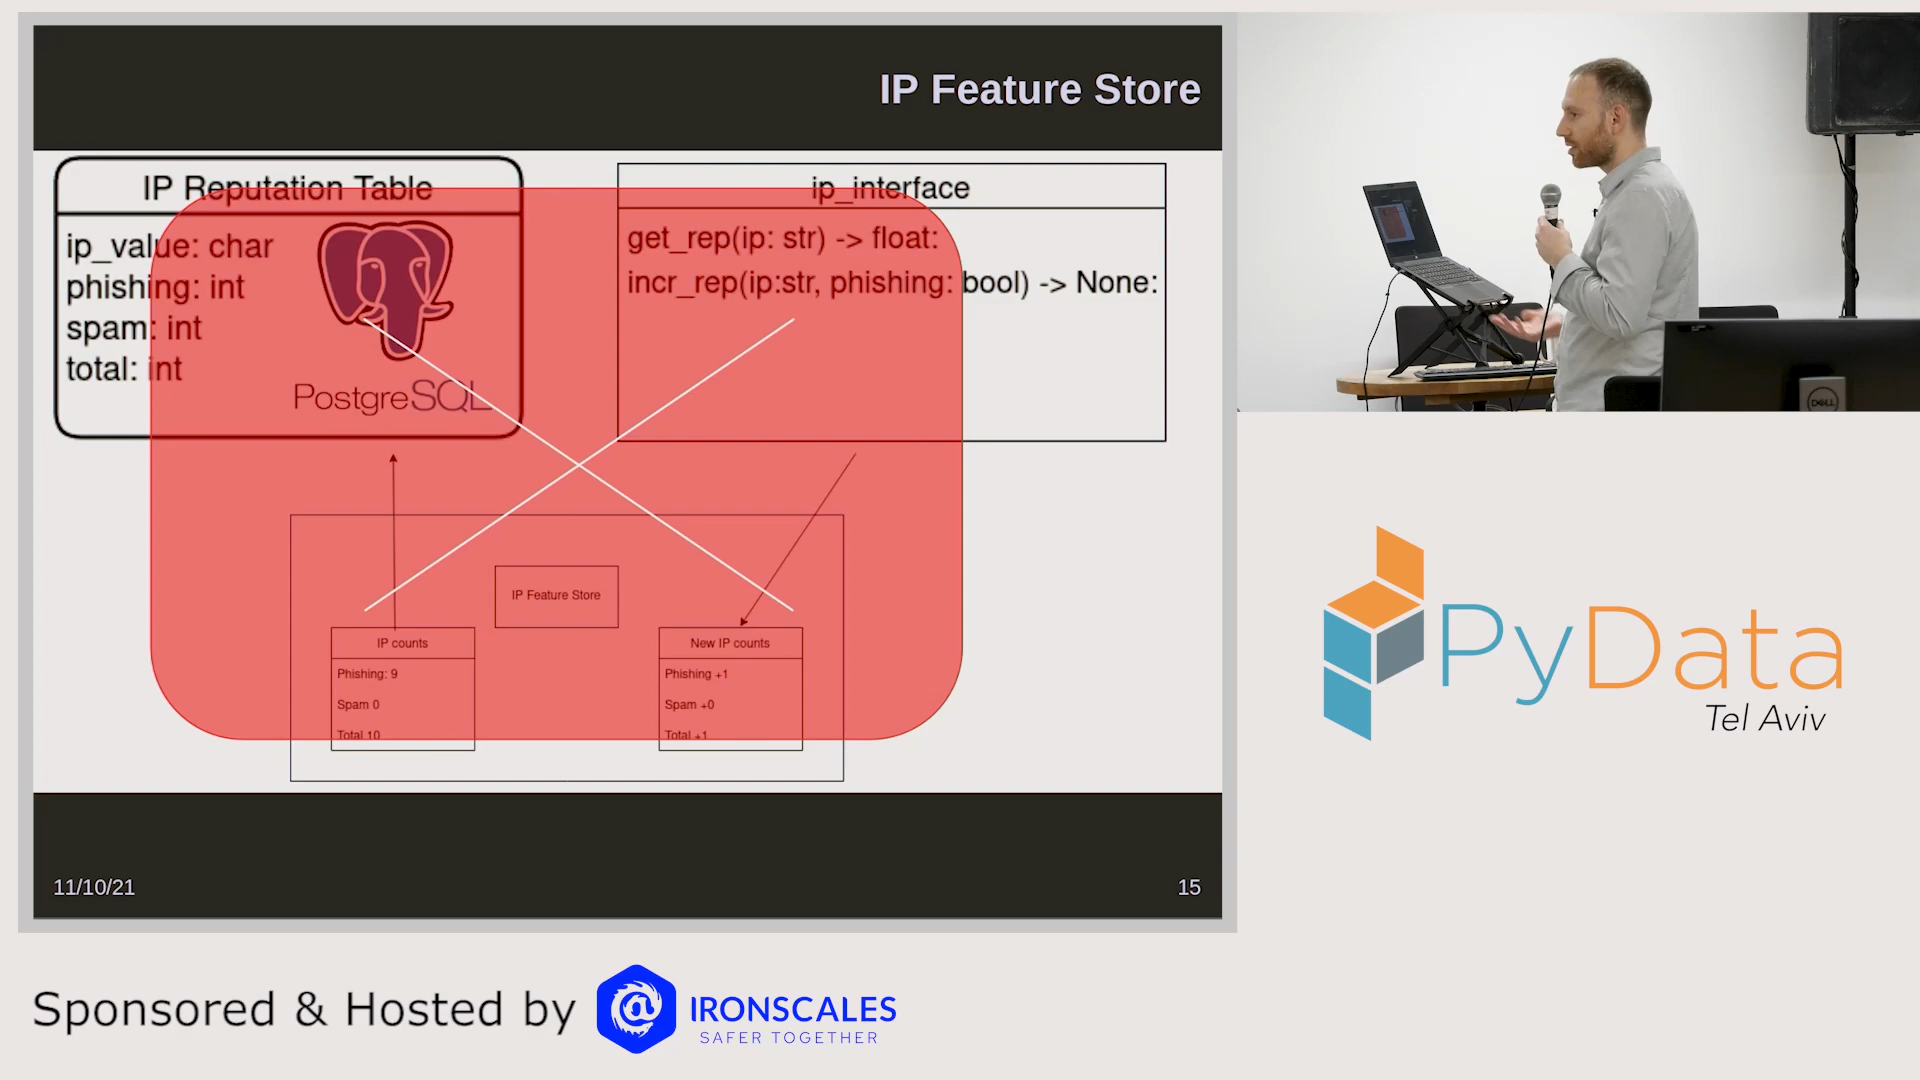 IP Feature Store
IP Reputation Table
ip_value: char
phishing: int
spam: int
total: int
PostgreSQL
ip_interface
get_rep(ip: str) -> float:
incr_rep(ip:str, phishing: bool) -> None:
IP Feature Store
IP counts
Phishing: 9
Spam 0
Total 10
New IP counts
Phishing +1
Spam +0
Total +1
11/10/21
15
DELL
PyData
Tel Aviv
Sponsored & Hosted by
IRONSCALES
SAFER TOGETHER